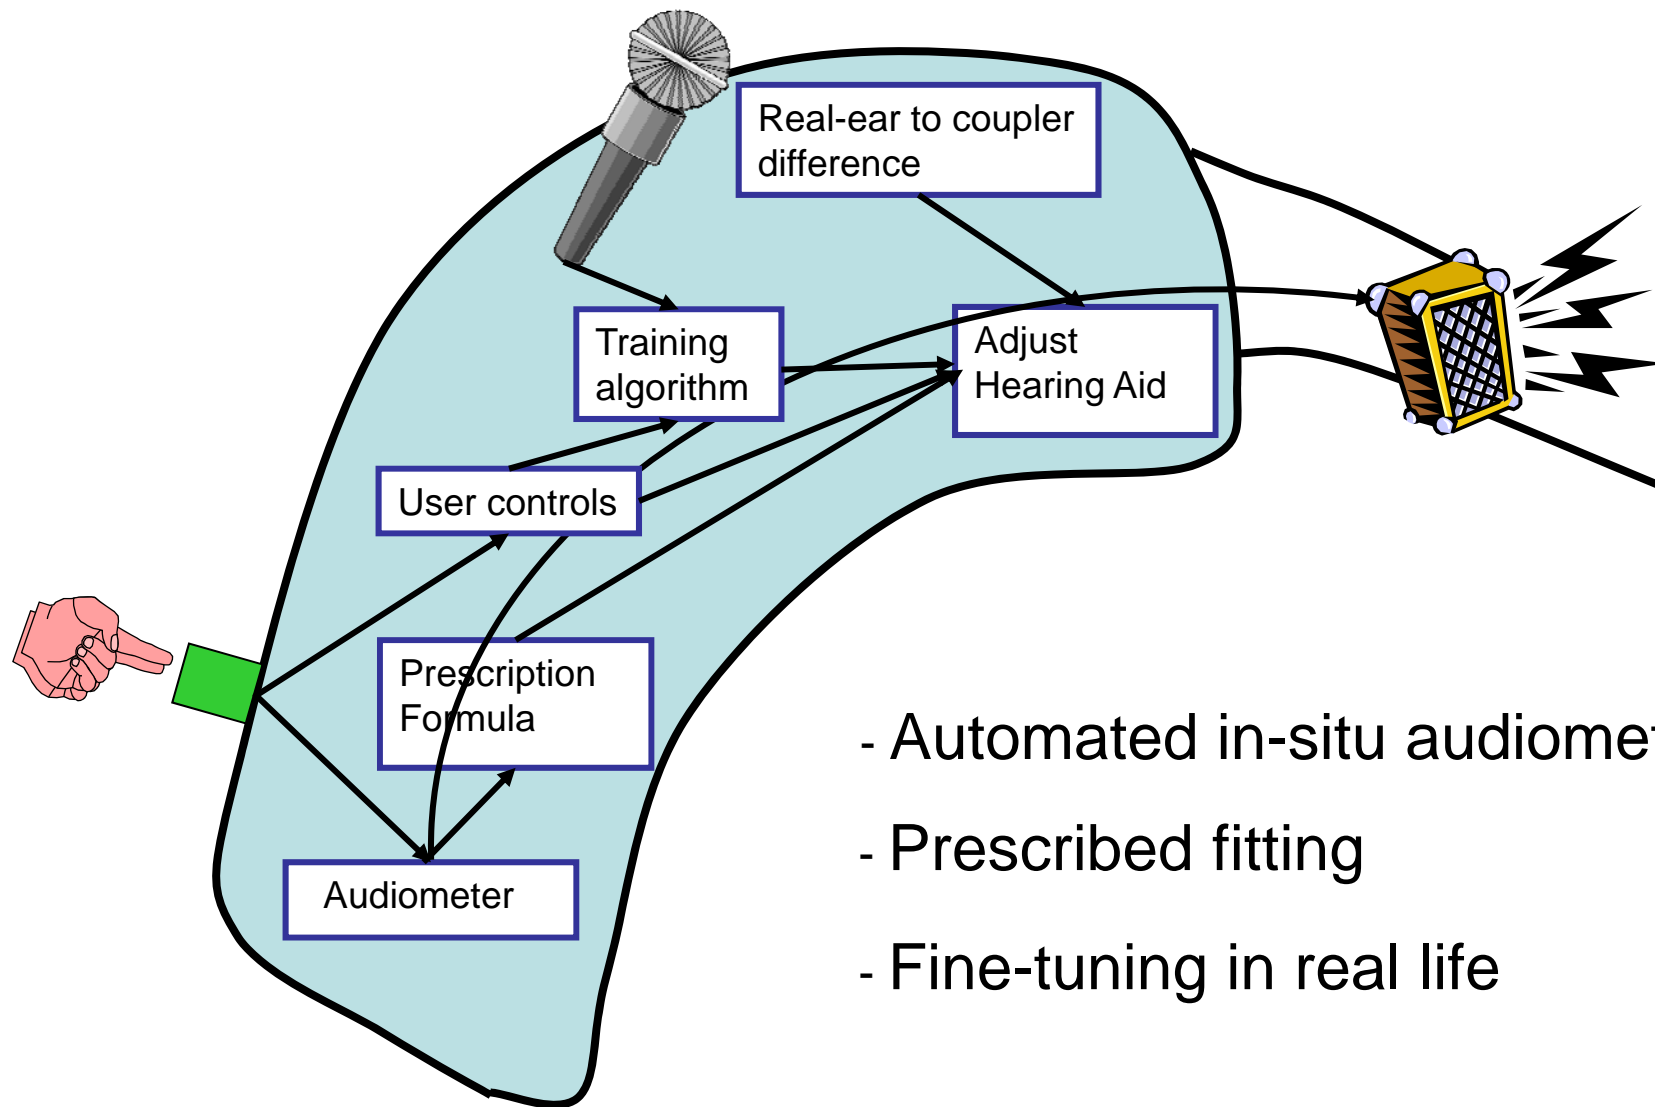 Real-ear to coupler
difference
Training
algorithm
Adjust
Hearing Aid
User controls
Prescription
Formula
Audiometer
- Automated in-situ
- Prescribed fitting
- Fine-tuning in real life